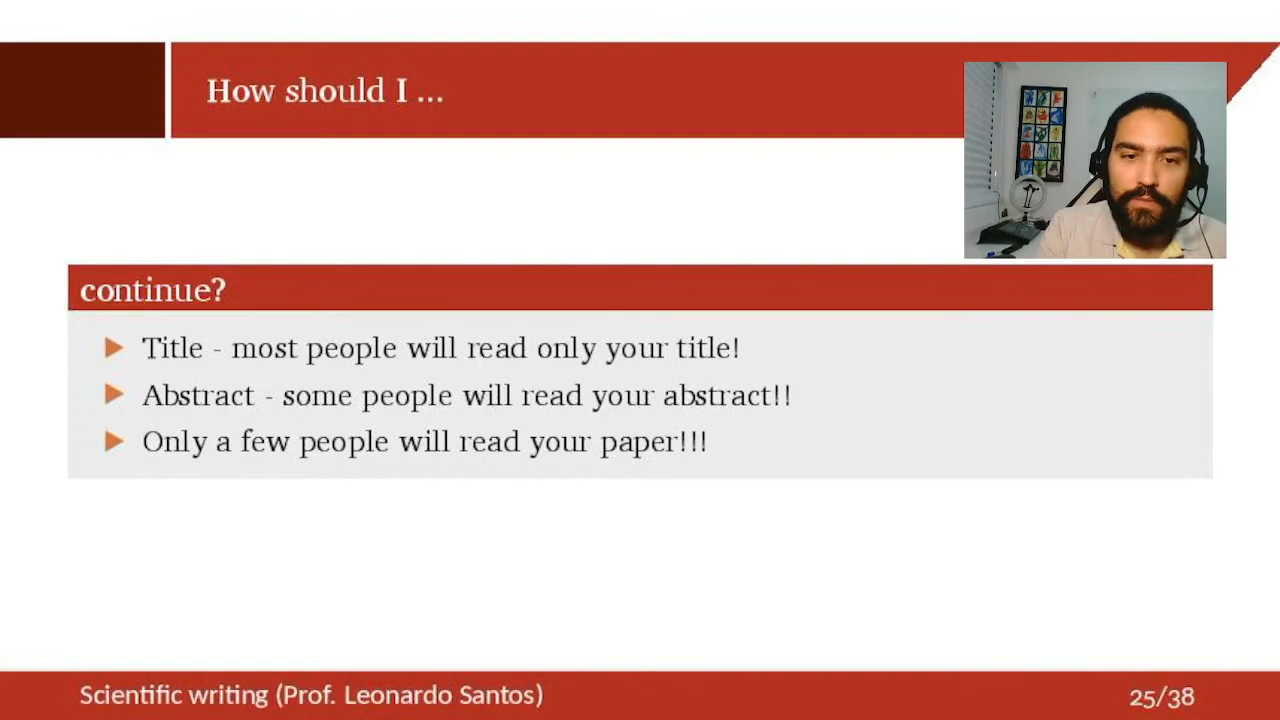 How should I ...
continue?
Title - most people will read only your title!
Abstract - some people will read your abstract!!
Only a few people will read your paper!!!
Scientific writing (Prof. Leonardo Santos)
25/38